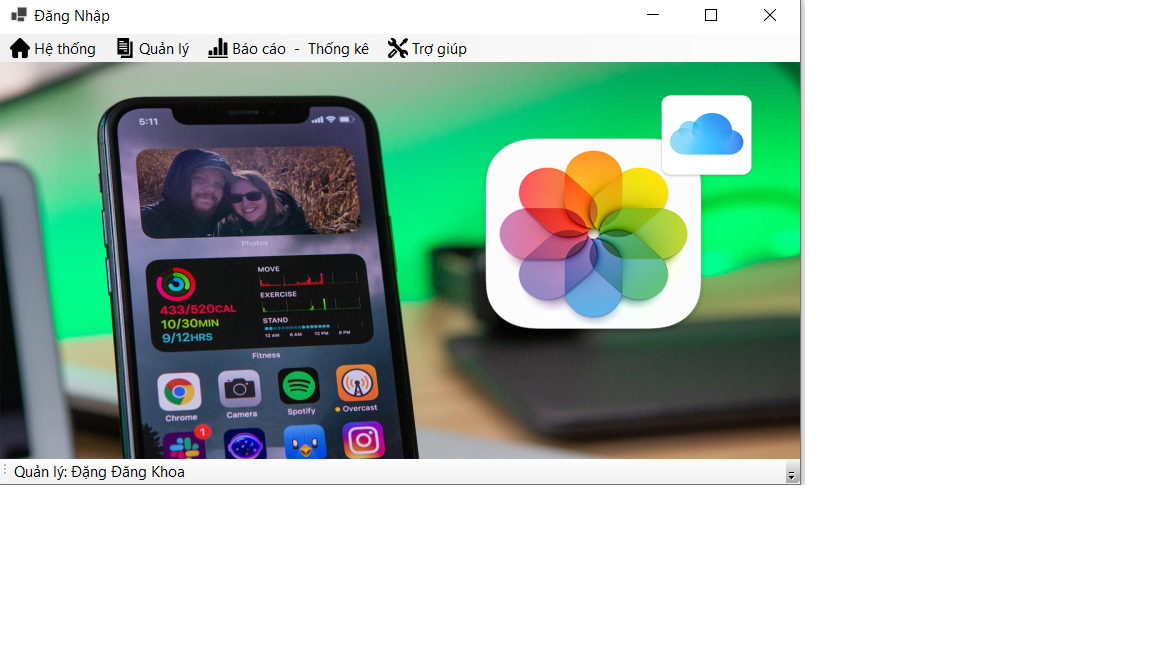 Đăng Nhập
Hệ thống Quản lý Báo cáo - Thống kê Trợ giúp
5:11
Photos
MOVE
433/520CAL
EXERCISE
10/30MIN
STAND
9/12HRS
12 AM 6 AM 12 PM 6 PM
Fitness
Chrome Camera Spotify Overcast
1
Quản lý: Đặng Đăng Khoa